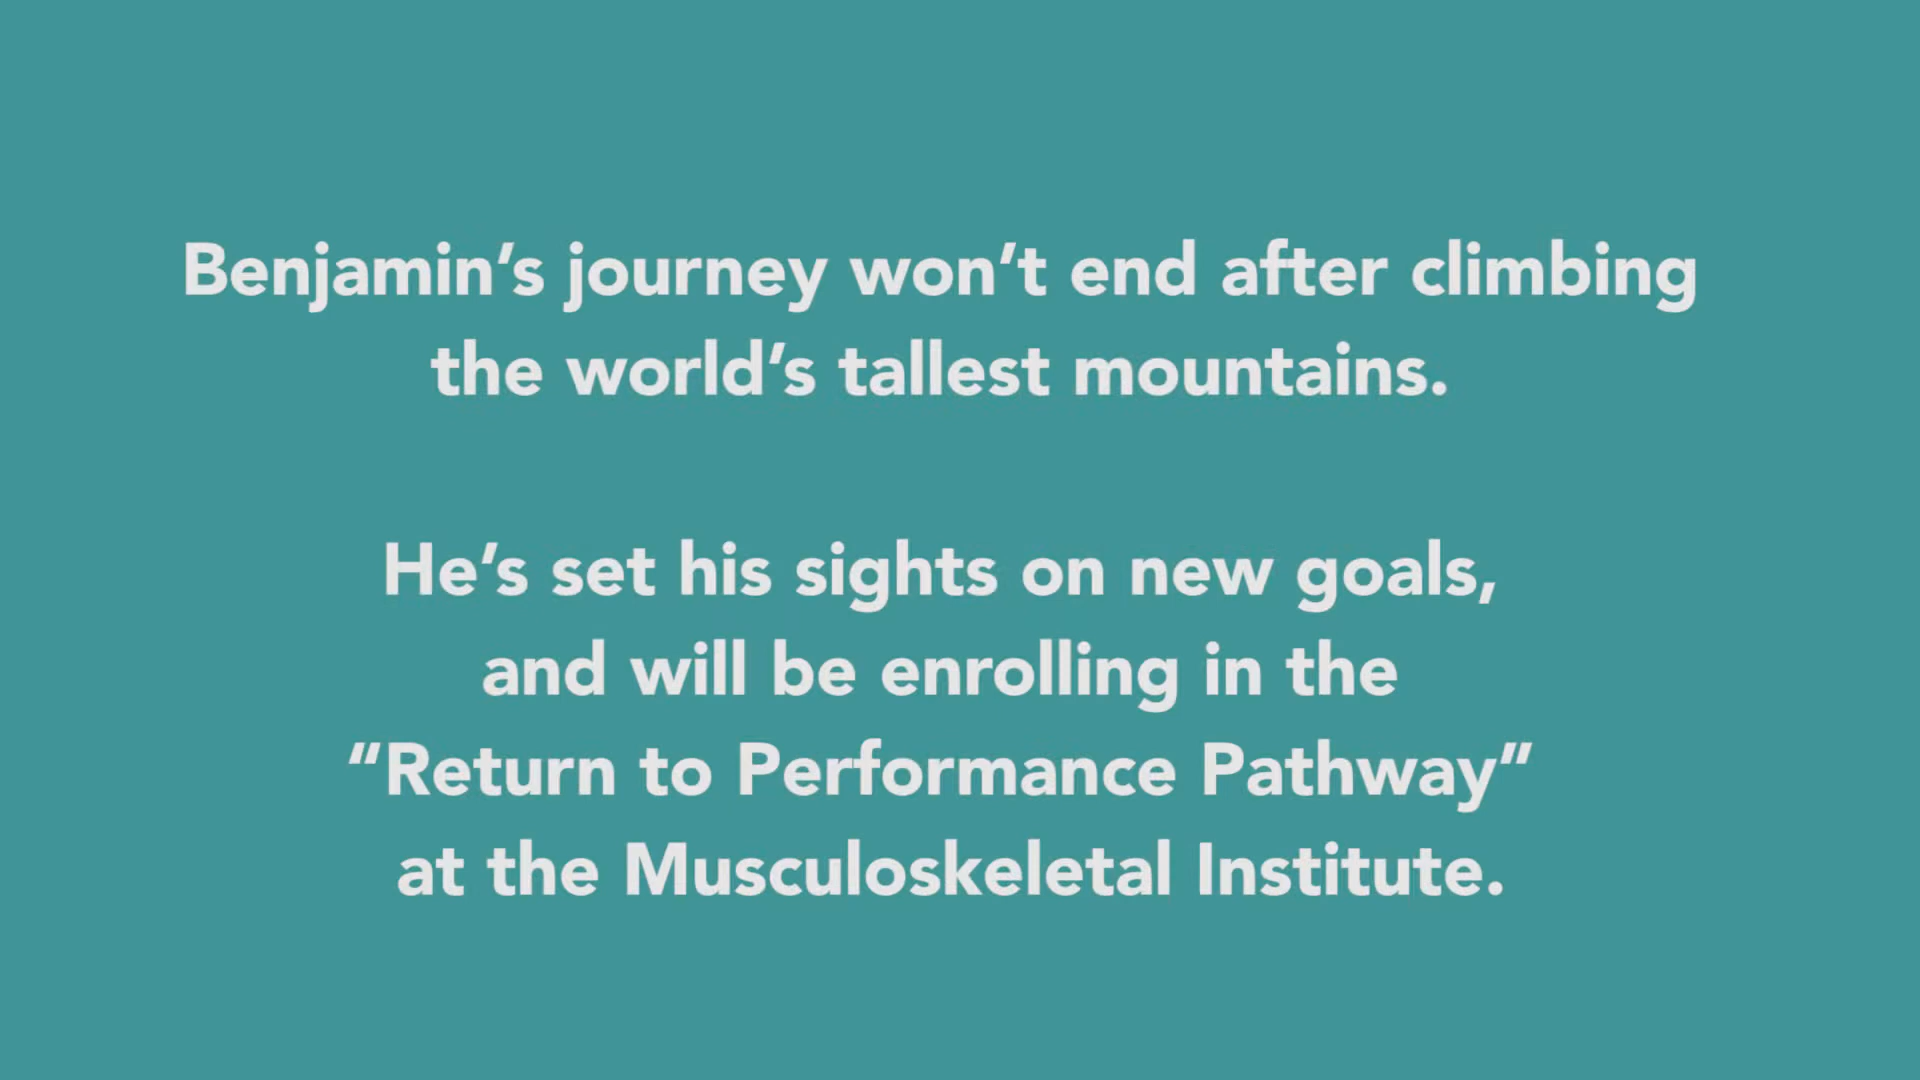 Benjamin’s journey won’t end after climbing
the world’s tallest mountains.
He’s set his sights on new goals,
and will be enrolling in the
“Return to Performance Pathway”
at the Musculoskeletal Institute.